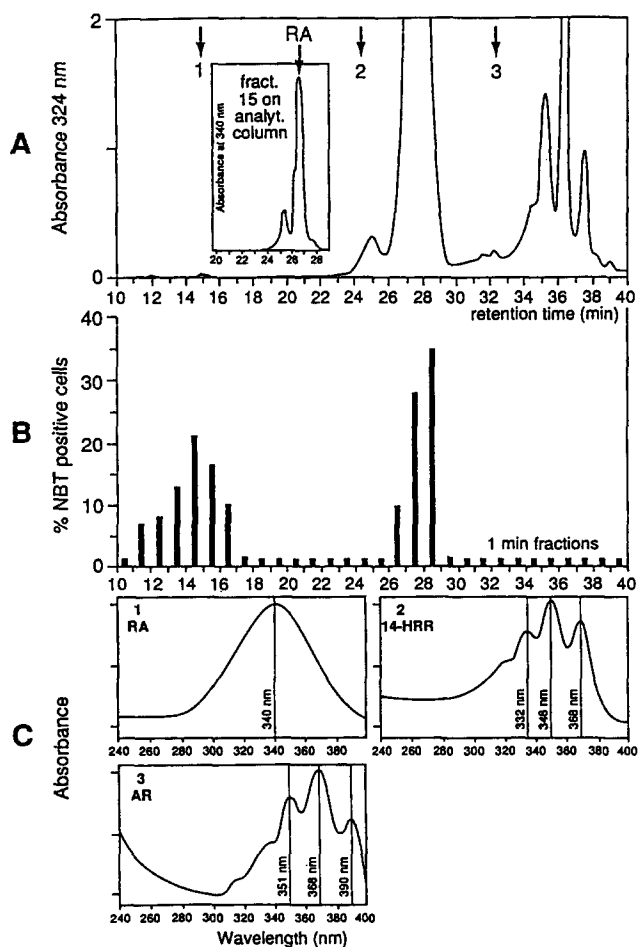 A
Absorbance 324 nm
2
1
0
1
RA
2
3
fract.
15 on
analyt.
column
Absorbance at 340 nm
20 22 24 26 28
10 12 14 16 18 20 22 24 26 28 30 32 34 36 38 40
retention time (min)
B
% NBT positive cells
40
30
20
10
0
1 min fractions
10 12 14 16 18 20 22 24 26 28 30 32 34 36 38 40
C
Absorbance
1
RA
340 nm
240 260 280 300 320 340 360 400
2
14-HRR
332 nm
348 nm
368 nm
240 260 280 300 320 340 360 380 400
3
AR
351 nm
368 nm
390 nm
240 260 280 300 320 340 360 380 400
Wavelength (nm)